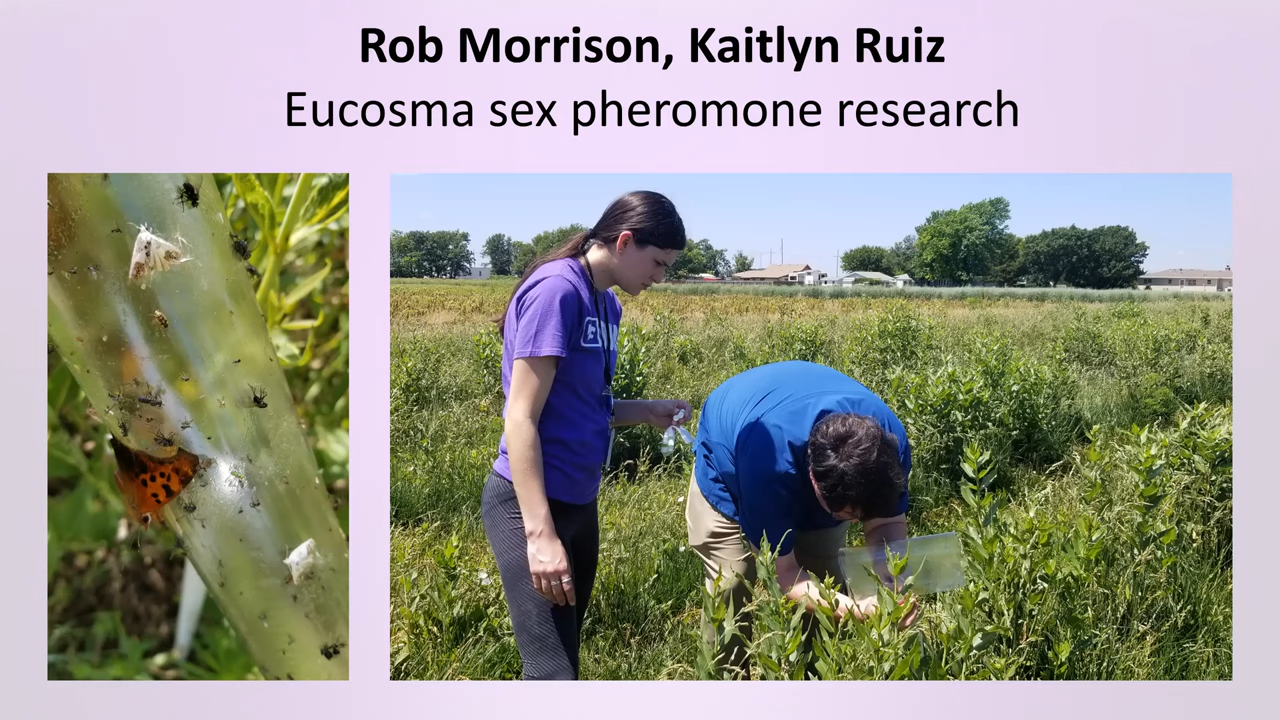 Rob Morrison, Kaitlyn Ruiz
Eucosma sex pheromone research